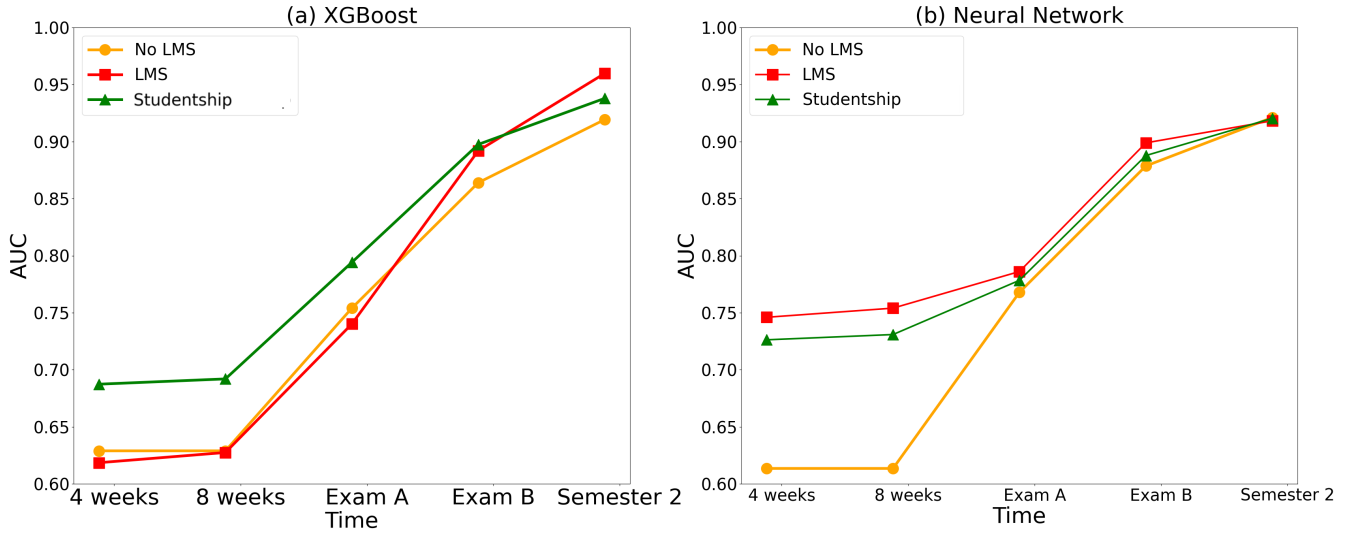 (a) XGBoost
1.00
0.95
0.90
0.85
0.80
0.75
0.70
0.65
0.60
AUC
No LMS
LMS
Studentship
4 weeks 8 weeks Exam A Exam B Semester 2
Time
(b) Neural Network
1.00
0.95
0.90
0.85
0.80
0.75
0.70
0.65
0.60
AUC
No LMS
LMS
Studentship
4 weeks 8 weeks Exam A Exam B Semester 2
Time